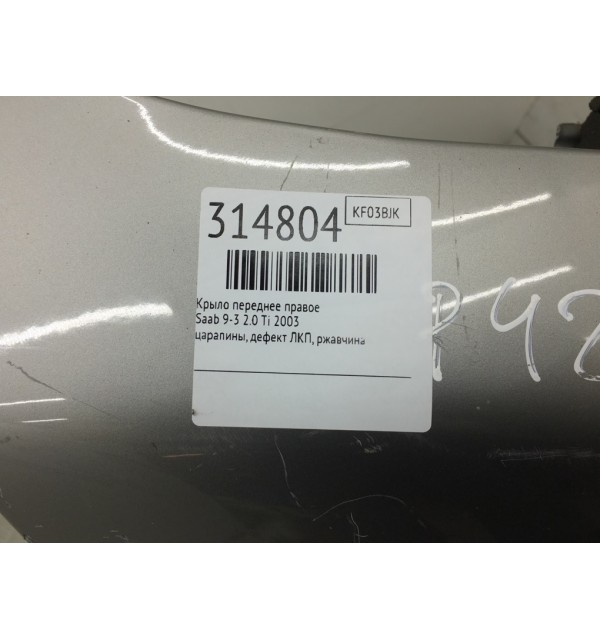 314804 KF03BJK
Крыло переднее правое
Saab 9-3 2.0 Ti 2003
царапины, дефект ЛКП, ржавчина